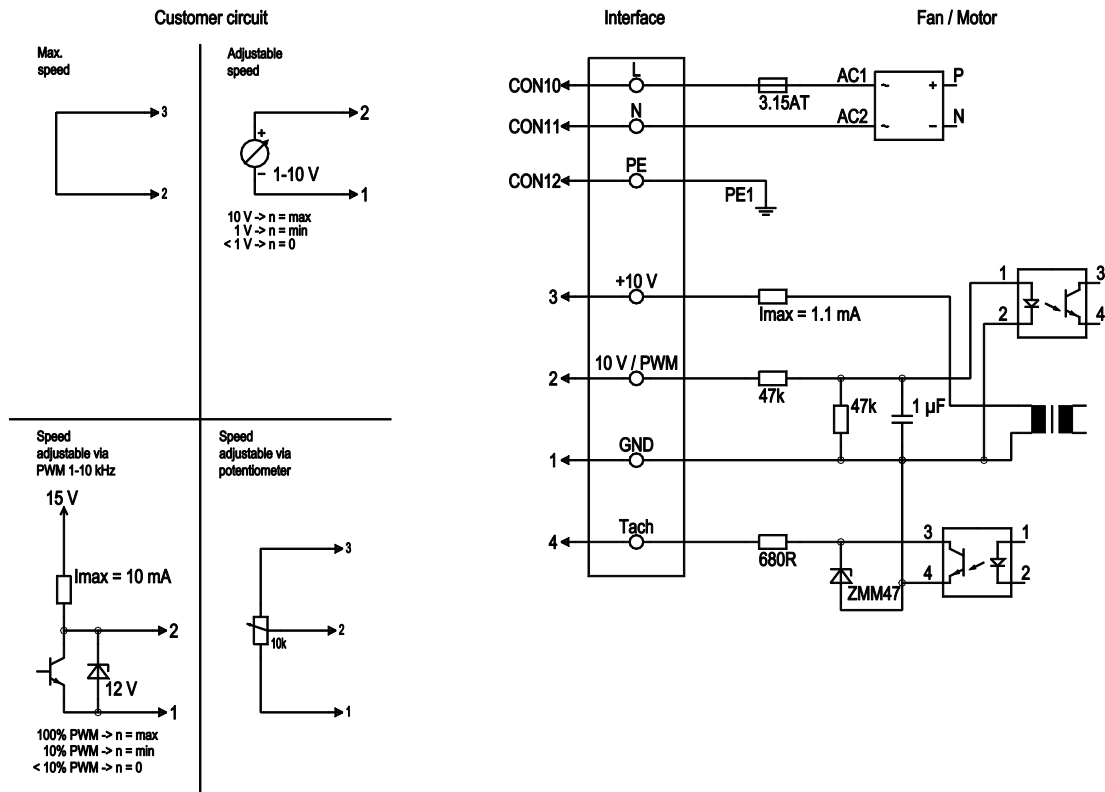 Customer circuit
Interface
Fan / Motor
Max.
speed
3
2
Adjustable
speed
2
+
− 1-10 V
1
10 V -> n = max
1 V -> n = min
< 1 V -> n = 0
Speed
adjustable via
PWM 1-10 kHz
15 V
Imax = 10 mA
2
12 V
1
100% PWM -> n = max
10% PWM -> n = min
< 10% PWM -> n = 0
Speed
adjustable via
potentiometer
3
2
10k
1
L
CON10
3.15AT
AC1
~ + P
N
CON11
AC2
~ − N
PE
CON12
PE1
+10 V
3
Imax = 1.1 mA
1 3
2 4
10 V / PWM
2
47k
47k
1 µF
GND
1
Tach
4
680R
3 1
4 2
ZMM47